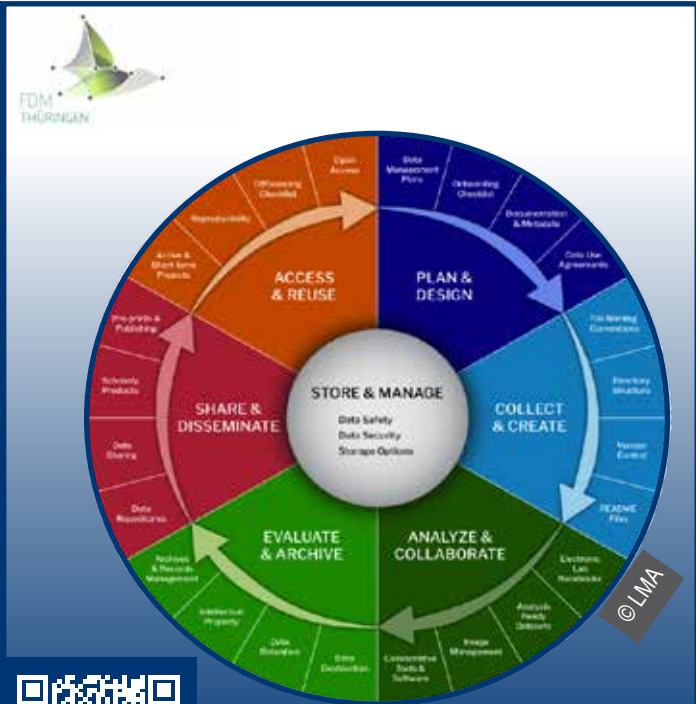 FDM
THÜRINGEN
Open
Access
Offboarding
Checklist
Reproducibility
Active &
Short-term
Projects
ACCESS
& REUSE
Data
Management
Plans
Onboarding
Checklist
Documentation
& Metadata
Data Use
Agreements
PLAN &
DESIGN
File Naming
Conventions
Directory
Structure
Version
Control
README
Files
COLLECT
& CREATE
Electronic
Lab
Notebooks
Analysis
Ready
Datasets
Image
Management
Tools &
Software
ANALYZE &
COLLABORATE
Data
Destruction
Data
Retention
Intellectual
Property
Archives
& Records
Management
EVALUATE
& ARCHIVE
Data
Repositories
Data
Sharing
Scholarly
Products
Pre-prints &
Publishing
SHARE &
DISSEMINATE
STORE & MANAGE
Data Safety
Data Security
Storage Options
© LMA